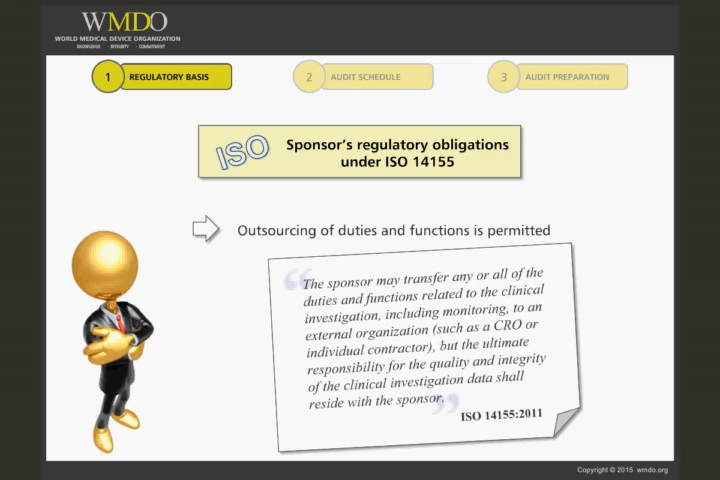 WMDO
WORLD MEDICAL DEVICE ORGANIZATION
KNOWLEDGE - INTEGRITY - COMMITMENT
1 REGULATORY BASIS
2 AUDIT SCHEDULE
3 AUDIT PREPARATION
ISO
Sponsor's regulatory obligations
under ISO 14155
Outsourcing of duties and functions is permitted
“The sponsor may transfer any or all of the
duties and functions related to the clinical
investigation, including monitoring, to an
external organization (such as a CRO or
individual contractor), but the ultimate
responsibility for the quality and integrity
of the clinical investigation data shall
reside with the sponsor.”
ISO 14155:2011
Copyright © 2015 wmdo.org